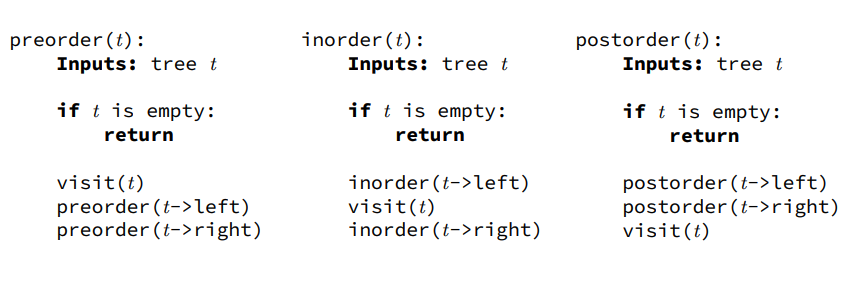 preorder(t):
Inputs: tree t
if t is empty:
return
visit(t)
preorder(t->left)
preorder(t->right)
inorder(t):
Inputs: tree t
if t is empty:
return
inorder(t->left)
visit(t)
inorder(t->right)
postorder(t):
Inputs: tree t
if t is empty:
return
postorder(t->left)
postorder(t->right)
visit(t)